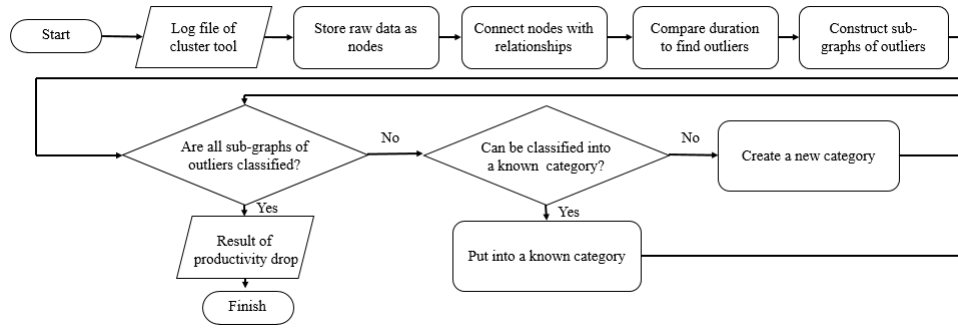 Start
Log file of
cluster tool
Store raw data as
nodes
Connect nodes with
relationships
Compare duration
to find outliers
Construct sub-
graphs of outliers
Are all sub-graphs of
outliers classified?
No
Can be classified into
a known category?
No
Create a new category
Yes
Yes
Result of
productivity drop
Put into a known category
Finish